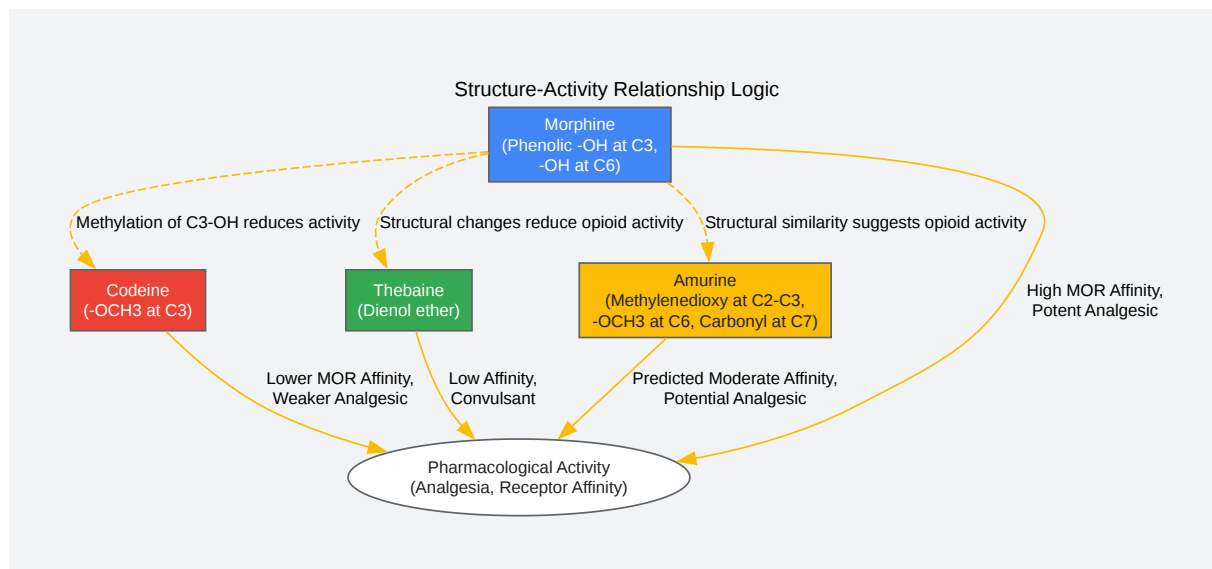 Structure-Activity Relationship Logic
Morphine
(Phenolic -OH at C3,
-OH at C6)
Methylation of C3-OH reduces activity
Structural changes reduce opioid activity
Structural similarity suggests opioid activity
Codeine
(-OCH3 at C3)
Thebaine
(Dienol ether)
Amurine
(Methylenedioxy at C2-C3,
-OCH3 at C6, Carbonyl at C7)
High MOR Affinity,
Potent Analgesic
Lower MOR Affinity,
Weaker Analgesic
Low Affinity,
Convulsant
Predicted Moderate Affinity,
Potential Analgesic
Pharmacological Activity
(Analgesia, Receptor Affinity)